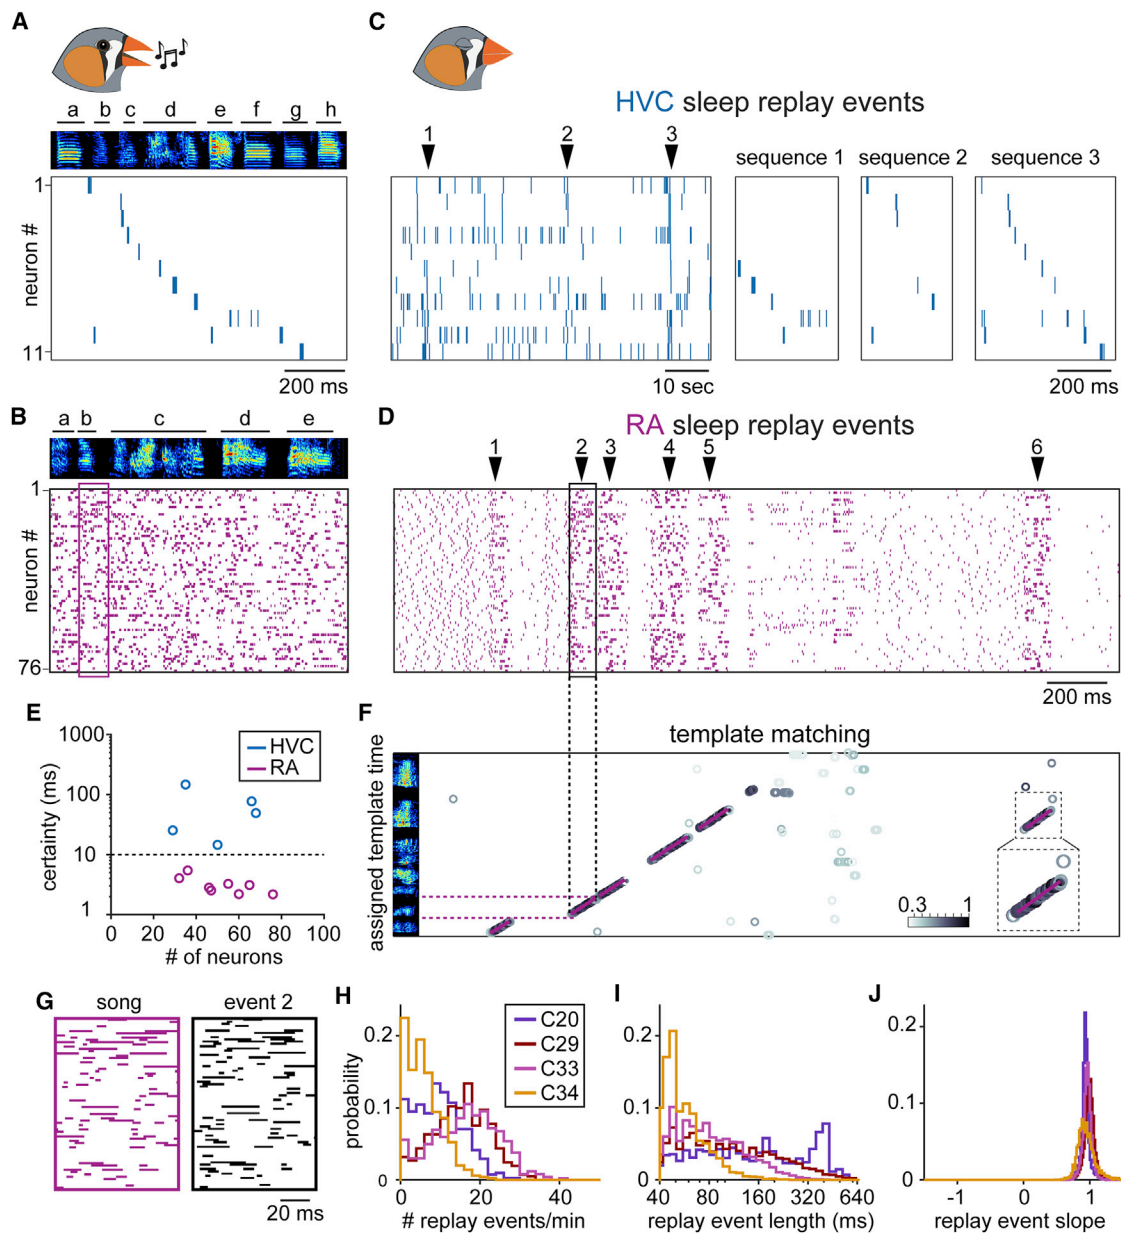 A
C
a b c d e f g h
HVC sleep replay events
1 2 3
sequence 1 sequence 2 sequence 3
1
neuron #
11
200 ms
10 sec
200 ms
B
a b c d e
D
RA sleep replay events
1 2 3 4 5 6
1
neuron #
76
200 ms
E
1000
100
10
1
certainty (ms)
HVC
RA
0 20 40 60 80 100
# of neurons
F
template matching
assigned template time
0.3 1
G
song event 2
20 ms
H
0.2
0.1
0
probability
C20
C29
C33
C34
0 20 40
# replay events/min
I
0.2
0.1
0
40 80 160 320 640
replay event length (ms)
J
0.2
0.1
0
-1 0 1
replay event slope